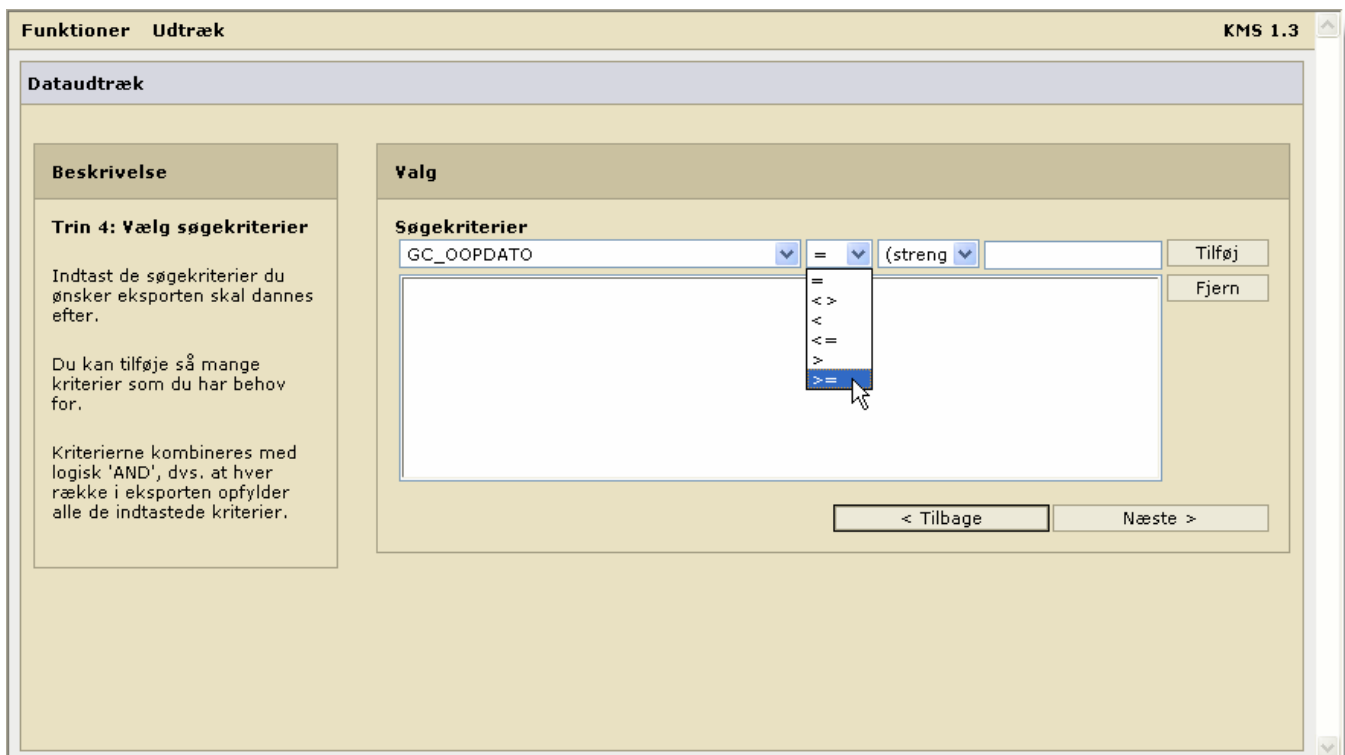 Funktioner Udtræk KMS 1.3
Dataudtræk
Beskrivelse
Trin 4: Vælg søgekriterier
Indtast de søgekriterier du
ønsker eksporten skal dannes
efter.
Du kan tilføje så mange
kriterier som du har behov
for.
Kriterierne kombineres med
logisk 'AND', dvs. at hver
række i eksporten opfylder
alle de indtastede kriterier.
Valg
Søgekriterier
GC_OOPDATO = (streng Tilføj
=
<>
<
<=
>
>=
Fjern
< Tilbage Næste >